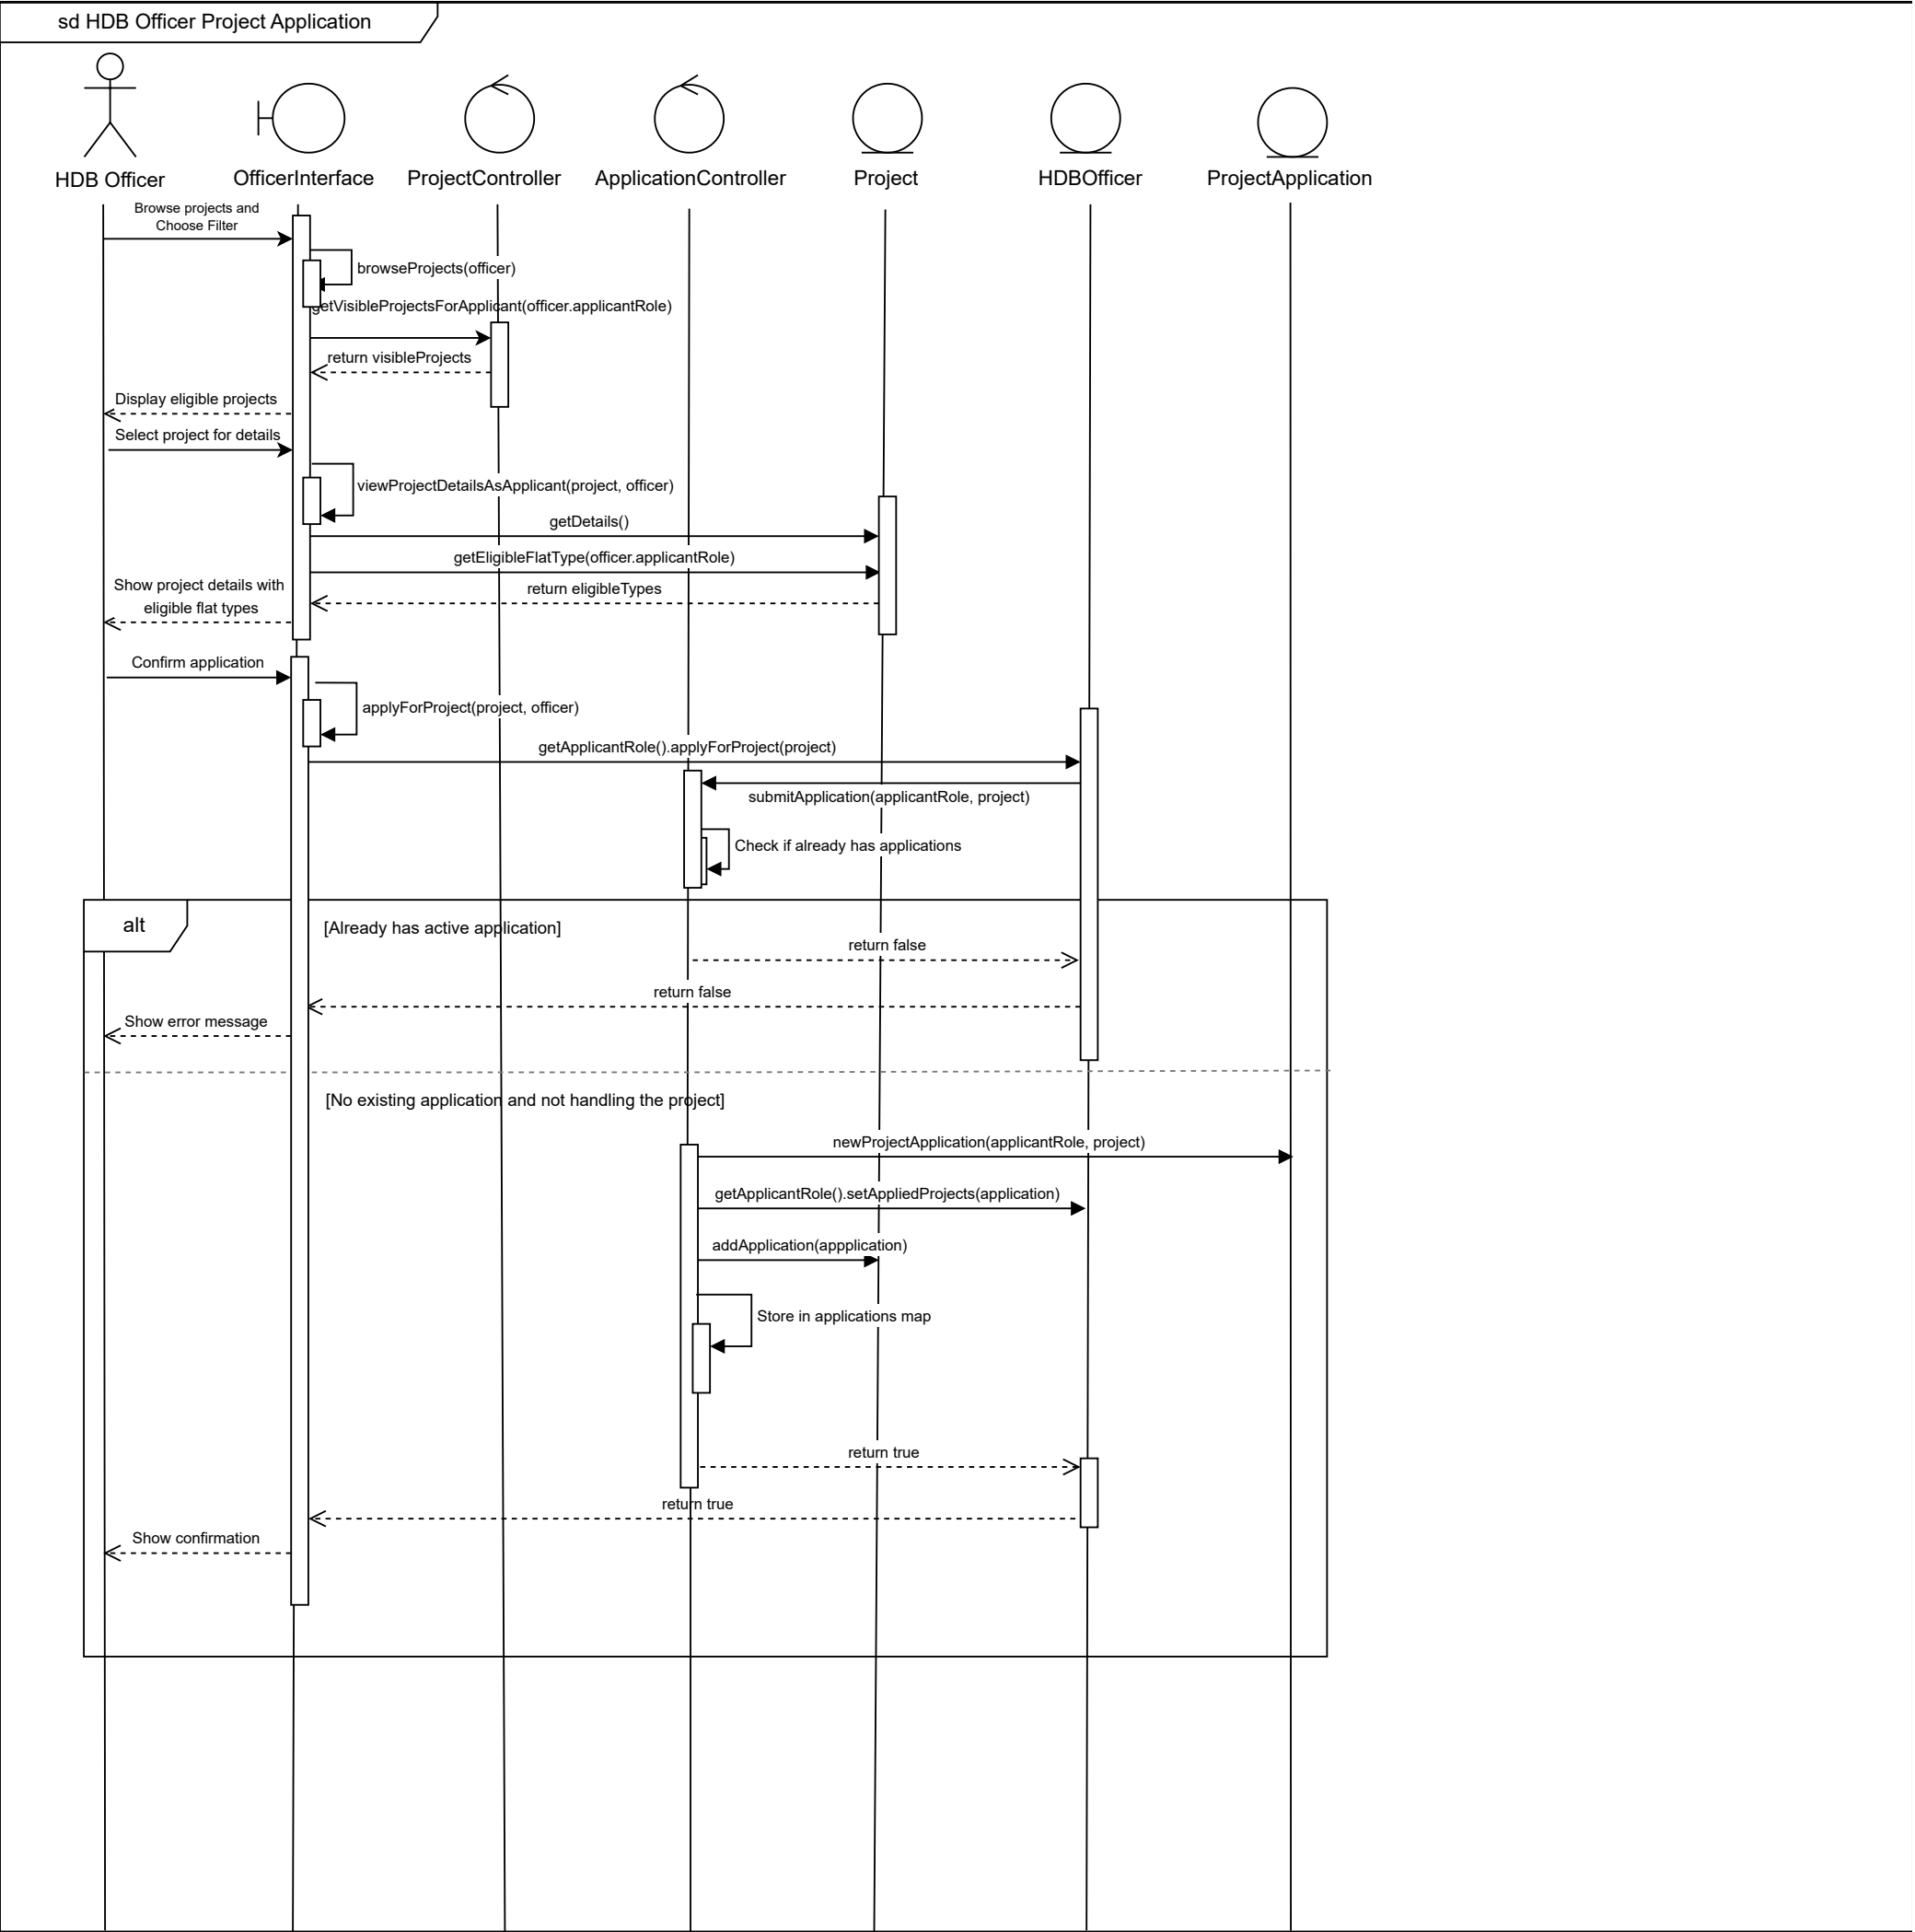 sd HDB Officer Project Application
HDB Officer
OfficerInterface
ProjectController
ApplicationController
Project
HDBOfficer
ProjectApplication
Browse projects and
Choose Filter
browseProjects(officer)
getVisibleProjectsForApplicant(officer.applicantRole)
return visibleProjects
Display eligible projects
Select project for details
viewProjectDetailsAsApplicant(project, officer)
getDetails()
getEligibleFlatType(officer.applicantRole)
return eligibleTypes
Show project details with
eligible flat types
Confirm application
applyForProject(project, officer)
getApplicantRole().applyForProject(project)
submitApplication(applicantRole, project)
Check if already has applications
alt
[Already has active application]
return false
return false
Show error message
[No existing application and not handling the project]
newProjectApplication(applicantRole, project)
getApplicantRole().setAppliedProjects(application)
addApplication(appplication)
Store in applications map
return true
return true
Show confirmation